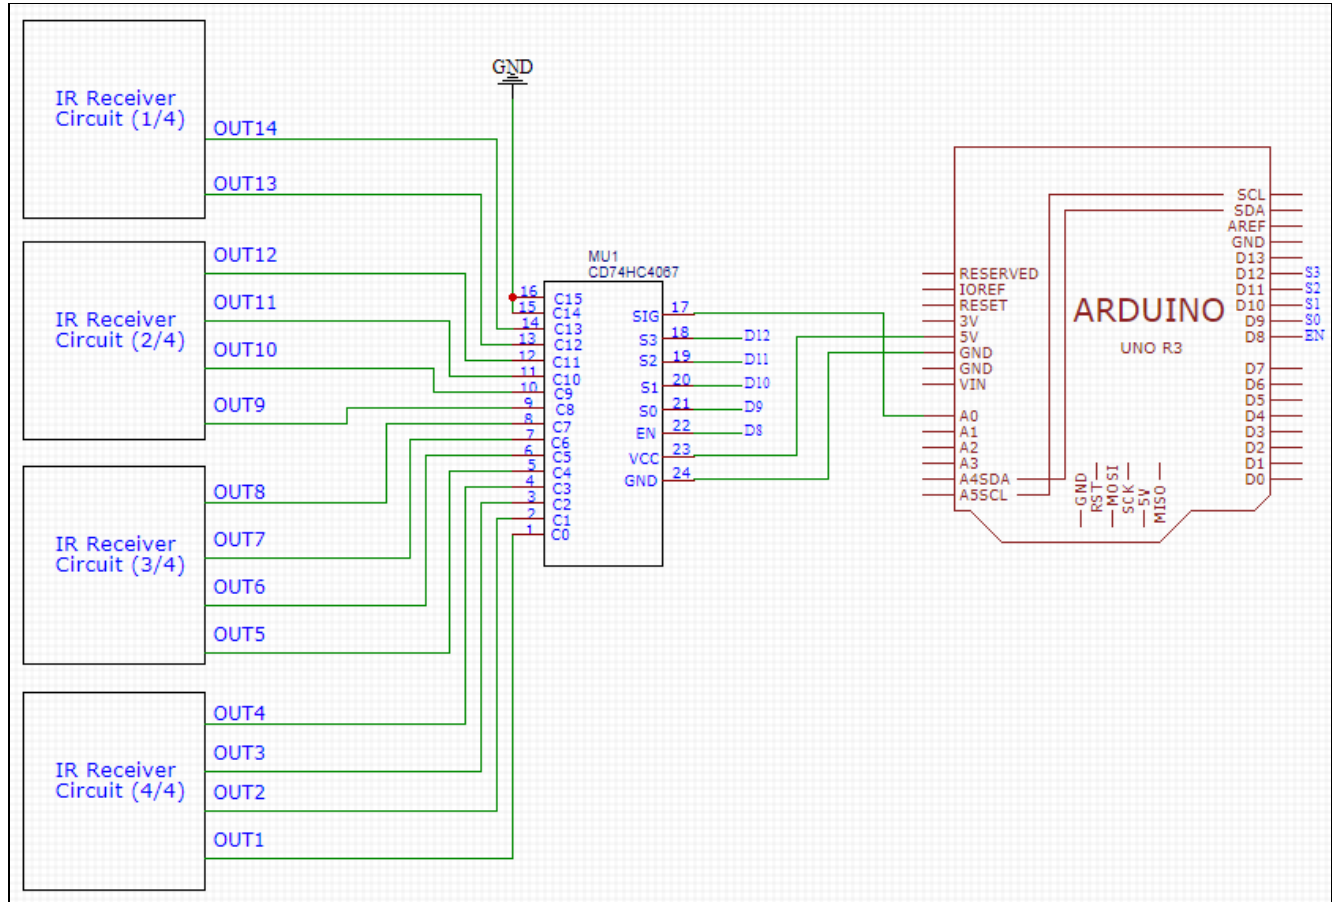 IR Receiver
Circuit (1/4)
OUT14
OUT13
IR Receiver
Circuit (2/4)
OUT12
OUT11
OUT10
OUT9
IR Receiver
Circuit (3/4)
OUT8
OUT7
OUT6
OUT5
IR Receiver
Circuit (4/4)
OUT4
OUT3
OUT2
OUT1
GND
MU1
CD74HC4067
16 C15
15 C14
14 C13
13 C12
12 C11
11 C10
10 C9
9 C8
8 C7
7 C6
6 C5
5 C4
4 C3
3 C2
2 C1
1 C0
SIG 17
S3 18 D12
S2 19 D11
S1 20 D10
S0 21 D9
EN 22 D8
VCC 23
GND 24
RESERVED
IOREF
RESET
3V
5V
GND
GND
VIN
A0
A1
A2
A3
A4SDA
A5SCL
ARDUINO
UNO R3
GND
RST
MOSI
SCK
5V
MISO
SCL
SDA
AREF
GND
D13
D12 S3
D11 S2
D10 S1
D9 S0
D8 EN
D7
D6
D5
D4
D3
D2
D1
D0